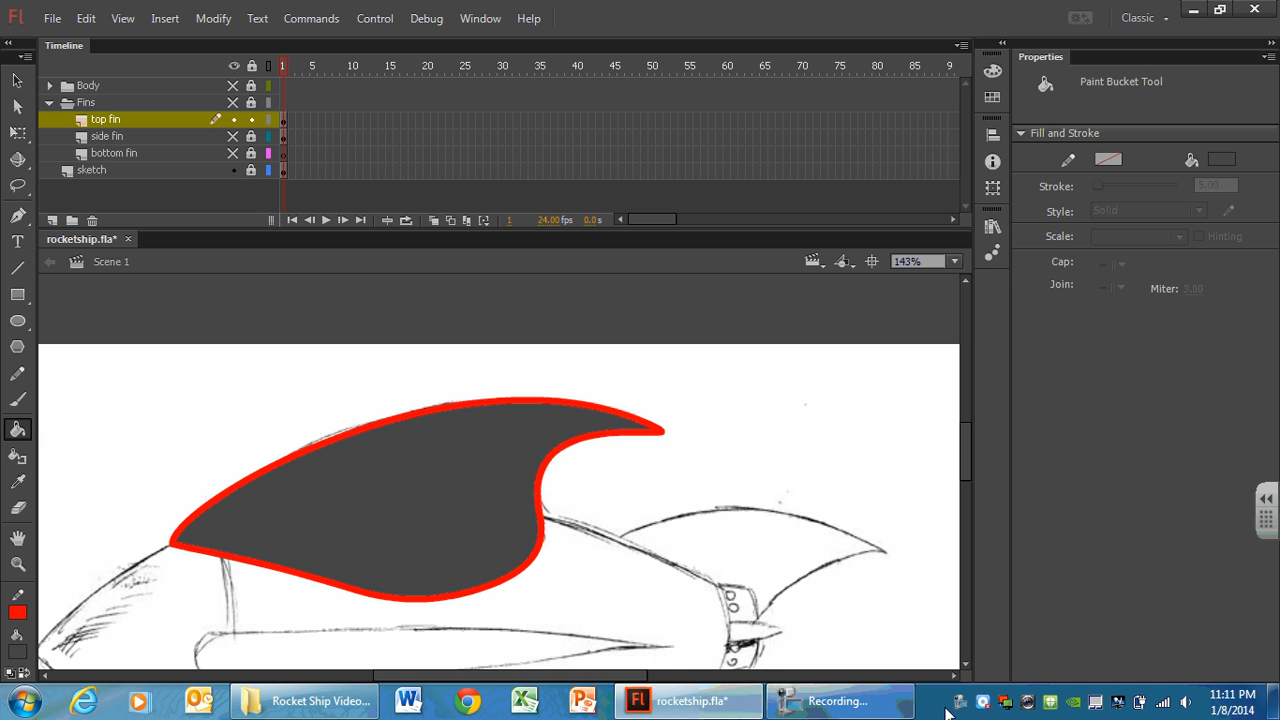 Fl File Edit View Insert Modify Text Commands Control Debug Window Help Classic
Timeline
Properties
1 5 10 15 20 25 30 35 40 45 50 55 60 65 70 75 80 85 9
Paint Bucket Tool
Body
Fins
top fin
side fin
bottom fin
sketch
Fill and Stroke
Stroke: 5.00
Style: Solid
Scale: Hinting
Cap:
Join: Miter: 3.00
1 24.00 fps 0.0 s
rocketship.fla*
Scene 1
143%
Rocket Ship Video...
Fl rocketship.fla*
Recording...
11:11 PM
1/8/2014